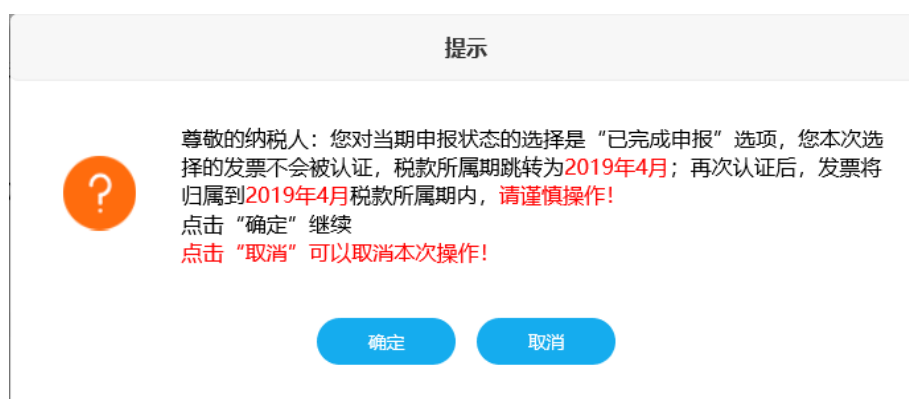 提示
尊敬的纳税人：您对当期申报状态的选择是“已完成申报”选项，您本次选
择的发票不会被认证，税款所属期跳转为2019年4月；再次认证后，发票将
归属到2019年4月税款所属期内，请谨慎操作！
点击“确定”继续
点击“取消”可以取消本次操作！
确定
取消